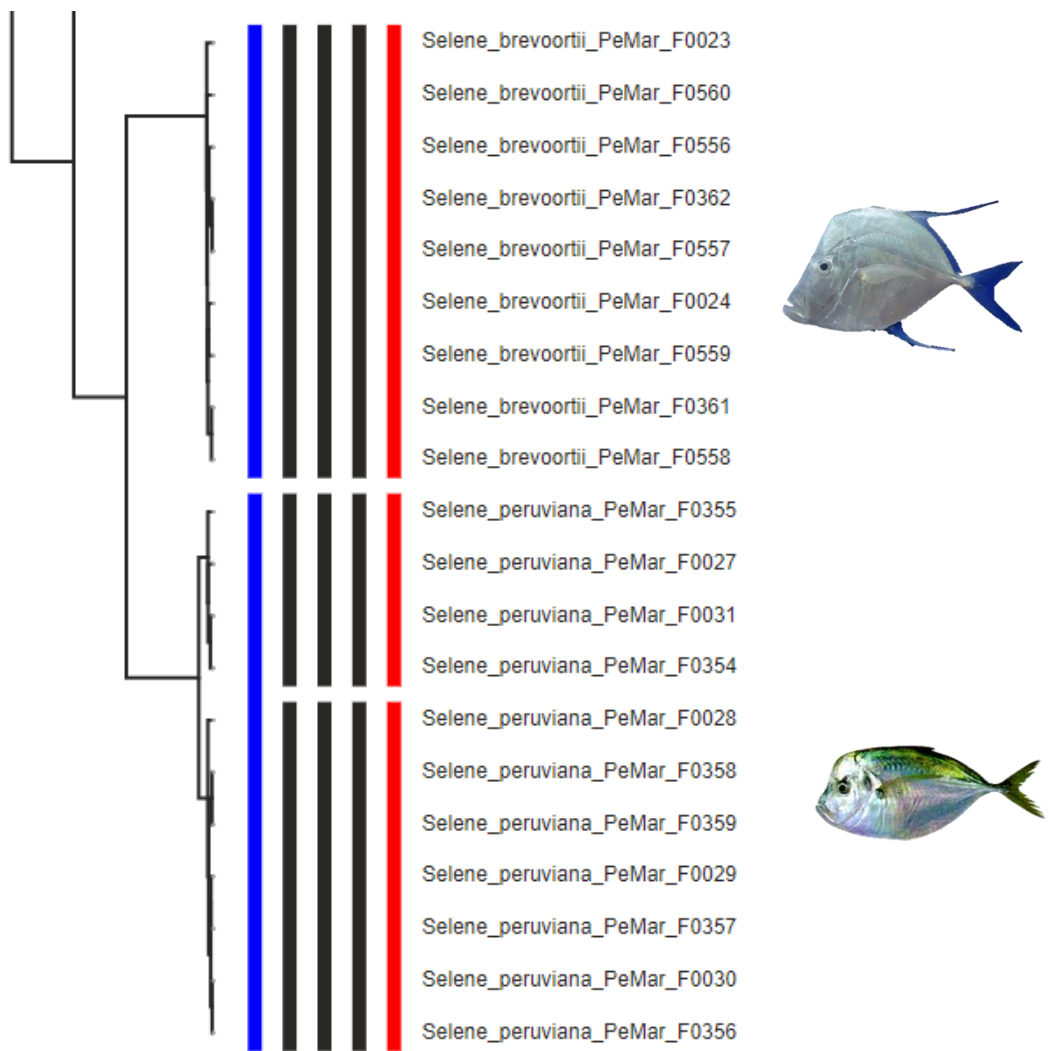 Selene_brevoortii_PeMar_F0023
Selene_brevoortii_PeMar_F0560
Selene_brevoortii_PeMar_F0556
Selene_brevoortii_PeMar_F0362
Selene_brevoortii_PeMar_F0557
Selene_brevoortii_PeMar_F0024
Selene_brevoortii_PeMar_F0559
Selene_brevoortii_PeMar_F0361
Selene_brevoortii_PeMar_F0558
Selene_peruviana_PeMar_F0355
Selene_peruviana_PeMar_F0027
Selene_peruviana_PeMar_F0031
Selene_peruviana_PeMar_F0354
Selene_peruviana_PeMar_F0028
Selene_peruviana_PeMar_F0358
Selene_peruviana_PeMar_F0359
Selene_peruviana_PeMar_F0029
Selene_peruviana_PeMar_F0357
Selene_peruviana_PeMar_F0030
Selene_peruviana_PeMar_F0356